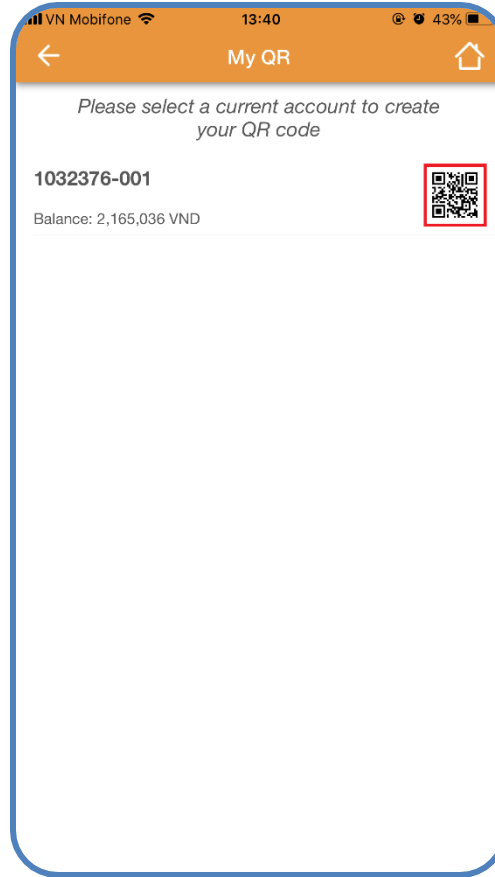 VN Mobifone 13:40 43%
My QR
Please select a current account to create
your QR code
1032376-001
Balance: 2,165,036 VND